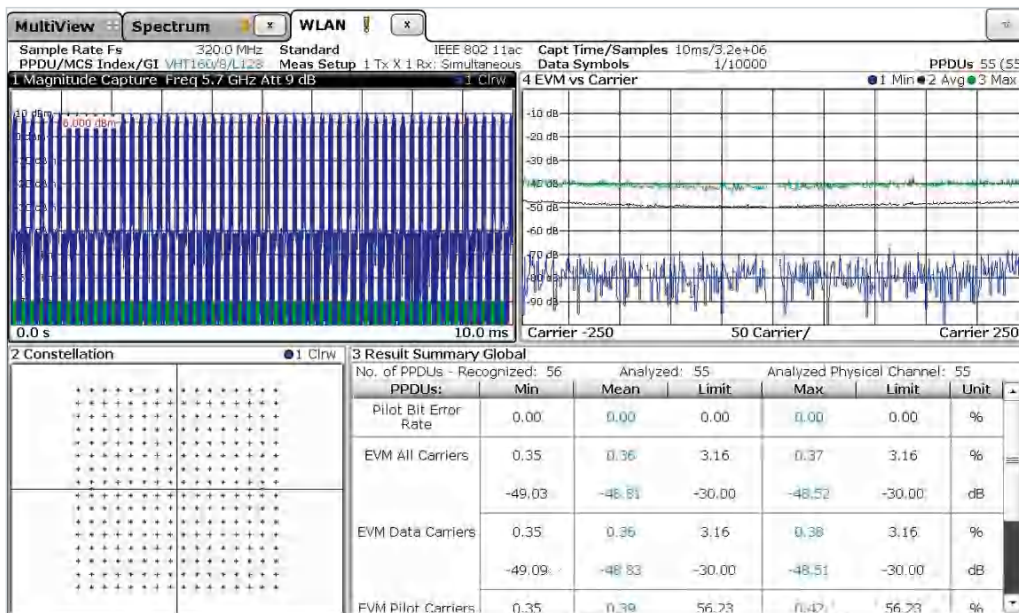 MultiView Spectrum x WLAN ! x
Sample Rate Fs 320.0 MHz Standard IEEE 802 11ac Capt Time/Samples 10ms/3.2e+06
PPDU/MCS Index/GI VHT160/8/L128 Meas Setup 1 Tx X 1 Rx: Simultaneous Data Symbols 1/10000 PPDUs 55 (55
1 Magnitude Capture Freq 5.7 GHz Att 9 dB 1 Clrw
10 dBm
8.000 dBm
0.0 s 10.0 ms
4 EVM vs Carrier 1 Min 2 Avg 3 Max
-10 dB
-20 dB
-30 dB
-40 dB
-50 dB
-60 dB
-70 dB
-80 dB
-90 dB
Carrier -250 50 Carrier/ Carrier 250
2 Constellation 1 Clrw
3 Result Summary Global
No. of PPDUs - Recognized: 56 Analyzed: 55 Analyzed Physical Channel: 55
PPDUs: Min Mean Limit Max Limit Unit
Pilot Bit Error Rate 0.00 0.00 0.00 0.00 0.00 %
EVM All Carriers 0.35 0.36 3.16 0.37 3.16 %
-49.03 -48.81 -30.00 -48.52 -30.00 dB
EVM Data Carriers 0.35 0.36 3.16 0.38 3.16 %
-49.09 -48.83 -30.00 -48.51 -30.00 dB
EVM Pilot Carriers 0.35 0.39 56.23 0.42 56.23 %